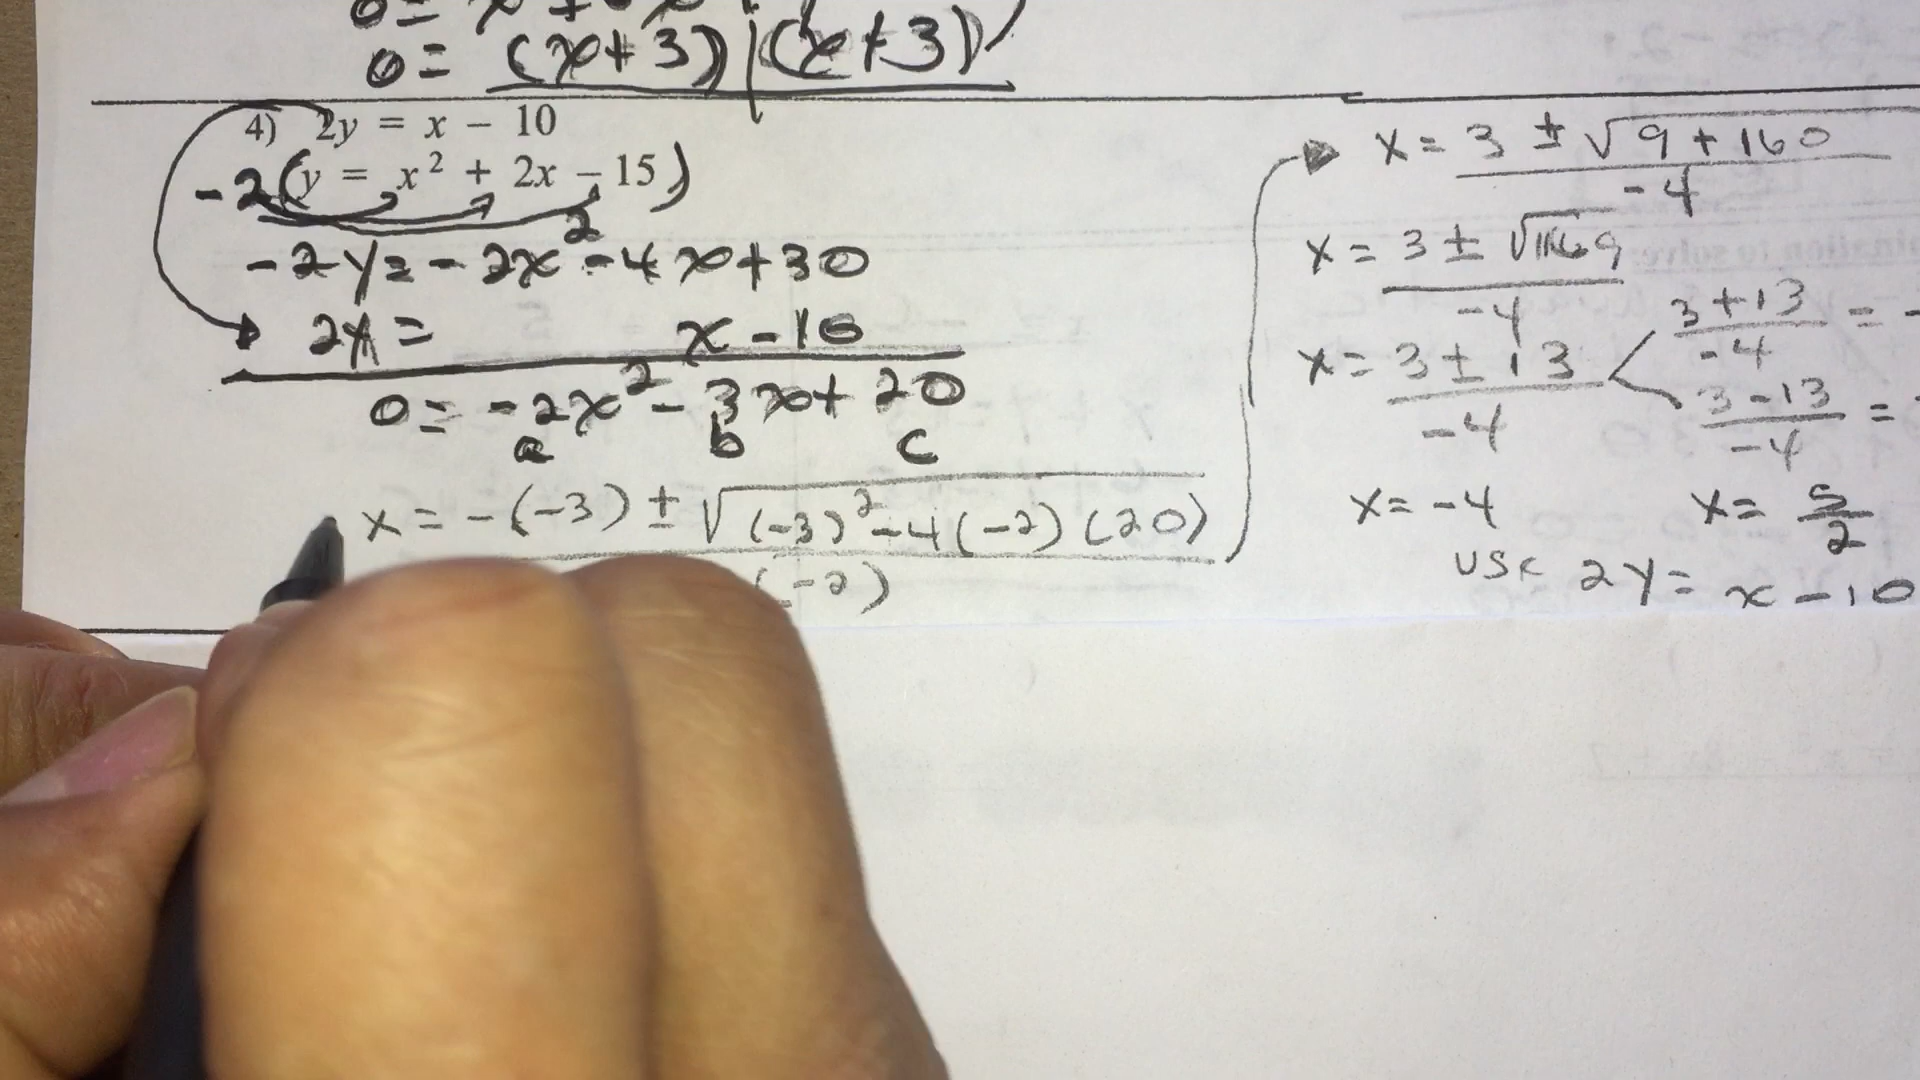 0 = (x+3)(x+3)
4) 2y = x − 10
-2(y = x² + 2x − 15)
-2y = -2x² - 4x + 30
2y = x - 10
0 = -2x² - 3x + 20
a b c
x = -(-3) ± √(-3)² -4(-2)(20)
(-2)
x = 3 ± √9 + 160
-4
x = 3 ± √169
-4
x = 3 ± 13
-4
3 + 13 =
-4
3 - 13 =
-4
x = -4 x = 5/2
use 2y = x - 10